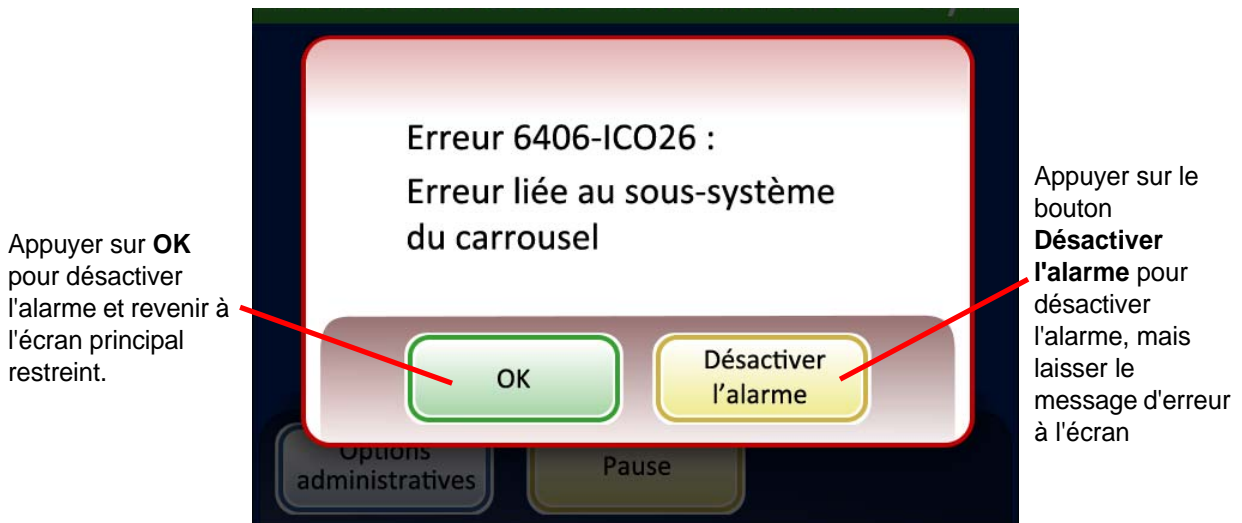 Erreur 6406-ICO26 :
Erreur liée au sous-système
du carrousel
OK
Désactiver
l'alarme
Options
administratives
Pause
Appuyer sur OK
pour désactiver
l'alarme et revenir à
l'écran principal
restreint.
Appuyer sur le
bouton
Désactiver
l'alarme pour
désactiver
l'alarme, mais
laisser le
message d'erreur
à l'écran